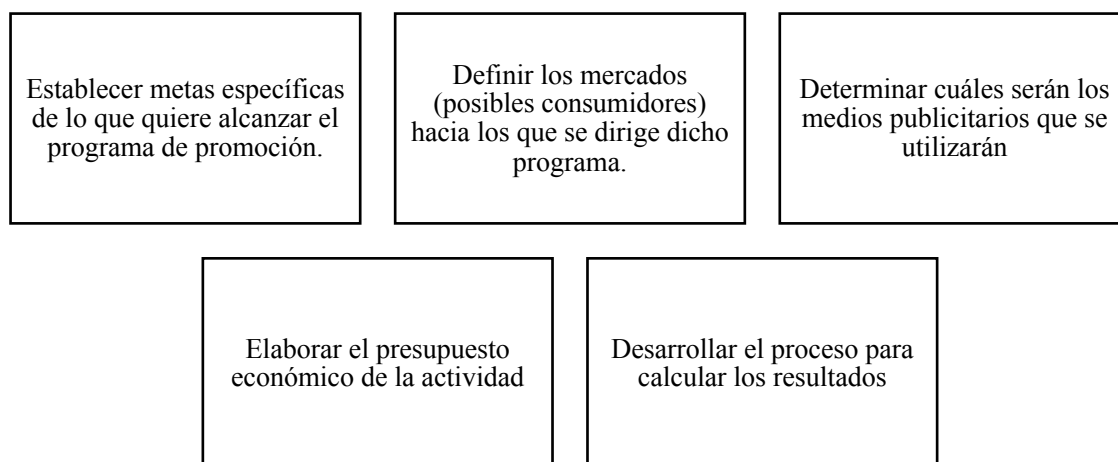 Establecer metas específicas
de lo que quiere alcanzar el
programa de promoción.
Definir los mercados
(posibles consumidores)
hacia los que se dirige dicho
programa.
Determinar cuáles serán los
medios publicitarios que se
utilizarán
Elaborar el presupuesto
económico de la actividad
Desarrollar el proceso para
calcular los resultados